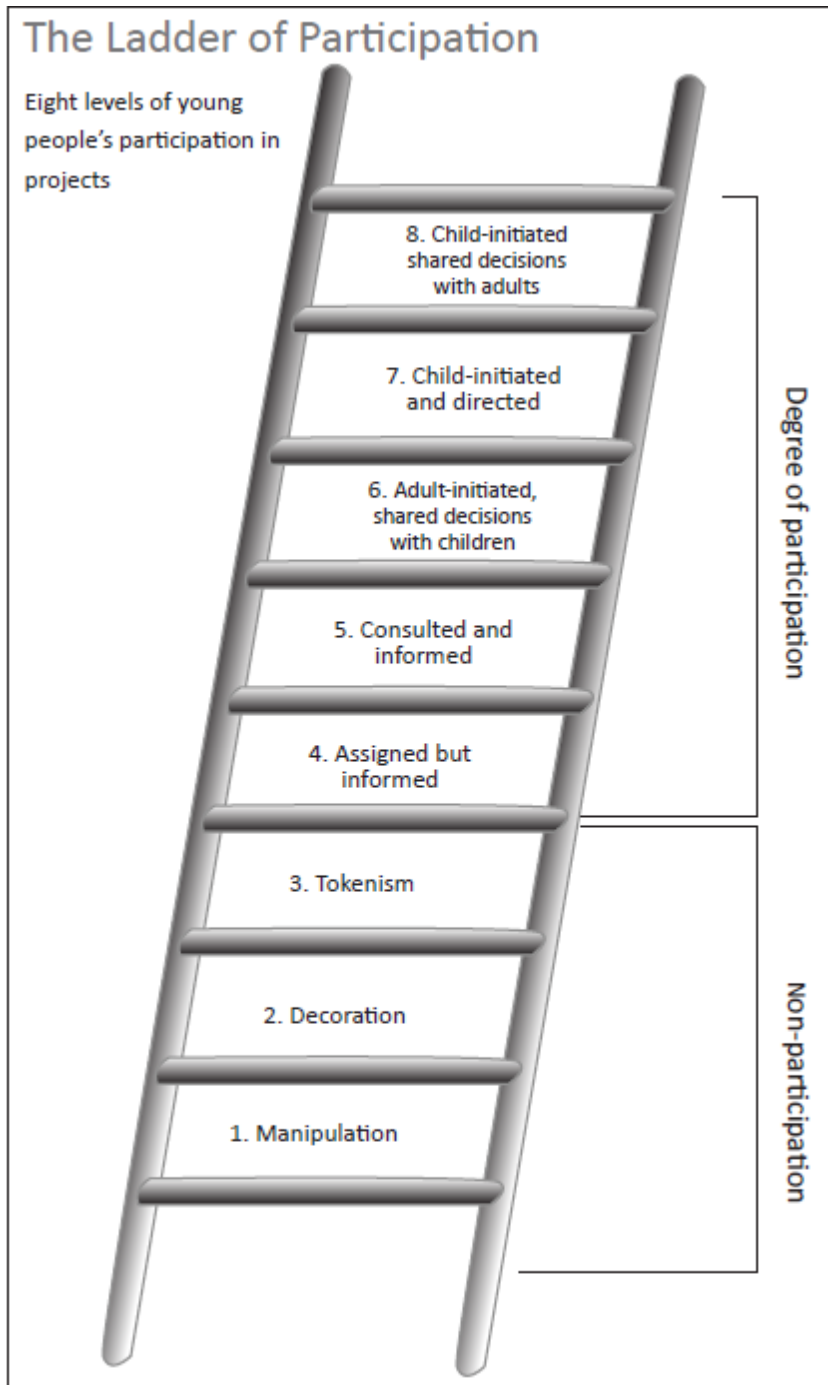 The Ladder of Participation
Eight levels of young
people’s participation in
projects
8. Child-initiated
shared decisions
with adults
7. Child-initiated
and directed
6. Adult-initiated,
shared decisions
with children
5. Consulted and
informed
4. Assigned but
informed
3. Tokenism
2. Decoration
1. Manipulation
Degree of participation
Non-participation